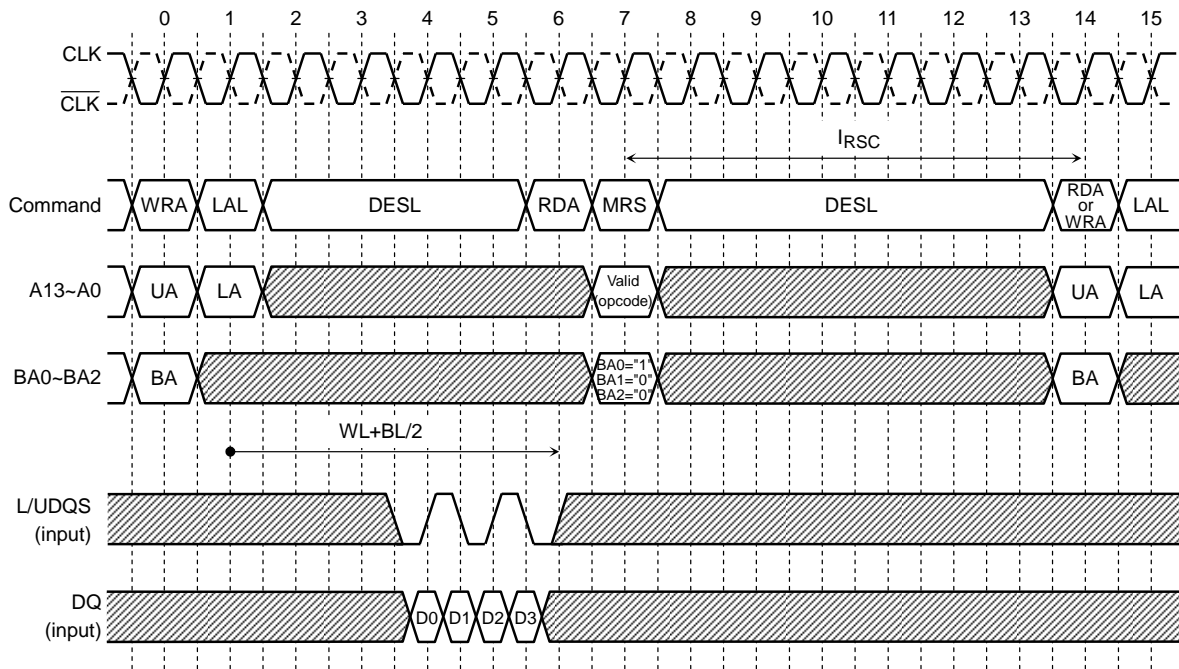 0 1 2 3 4 5 6 7 8 9 10 11 12 13 14 15
CLK
CLK
IRSC
Command WRA LAL DESL RDA MRS DESL RDA or WRA LAL
A13~A0 UA LA Valid (opcode) UA LA
BA0~BA2 BA BA0="1" BA1="0" BA2="0" BA
WL+BL/2
L/UDQS
(input)
DQ D0 D1 D2 D3
(input)